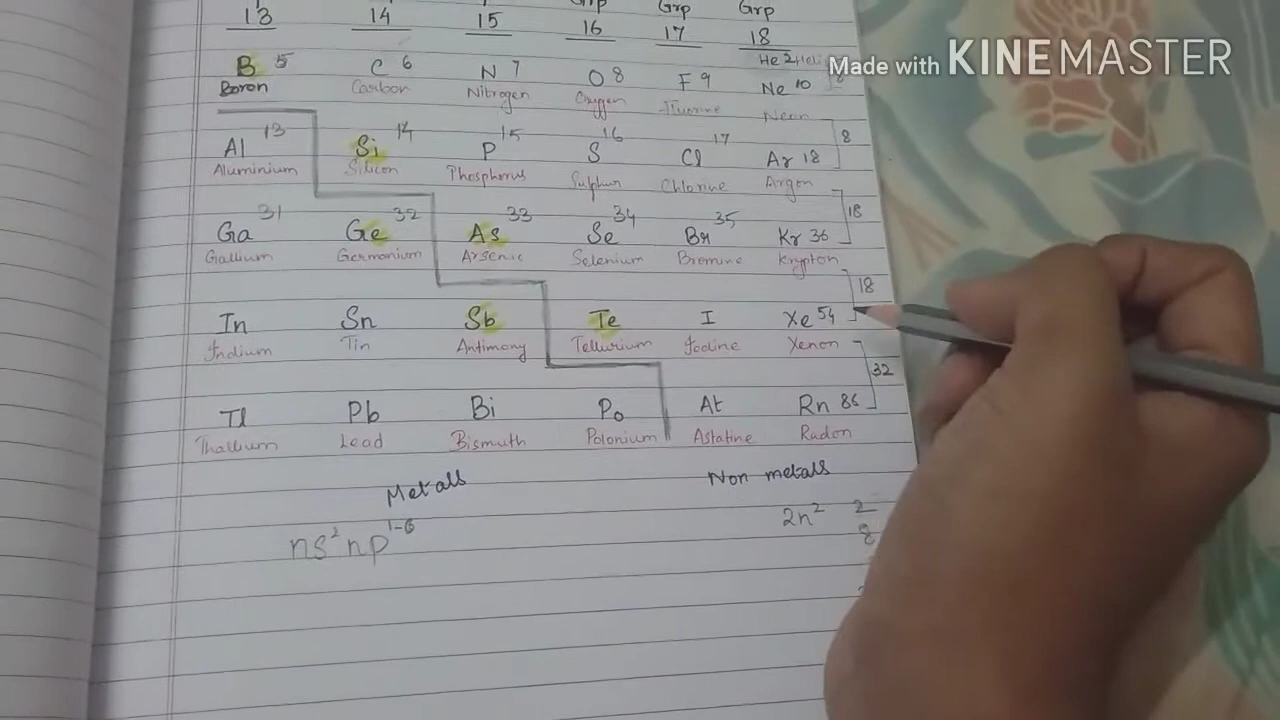 Grp Grp Grp
13 14 15 16 17 18
He 2
B 5 C 6 N 7 O 8 F 9 Ne 10
Boron Carbon Nitrogen Oxygen Fluorine Neon
Made with KINEMASTER
13 14 15 16 17 8
Al Si P S Cl Ar 18
Aluminium Silicon Phosphorus Sulphur Chlorine Argon
31 32 33 34 35 18
Ga Ge As Se Br Kr 36
Gallium Germanium Arsenic Selenium Bromine Krypton
18
In Sn Sb Te I Xe 54
Indium Tin Antimony Tellurium Iodine Xenon
32
Tl Pb Bi Po At Rn 86
Thallium Lead Bismuth Polonium Astatine Radon
Metals Non metals
ns² np¹⁻⁶ 2n² 2
8